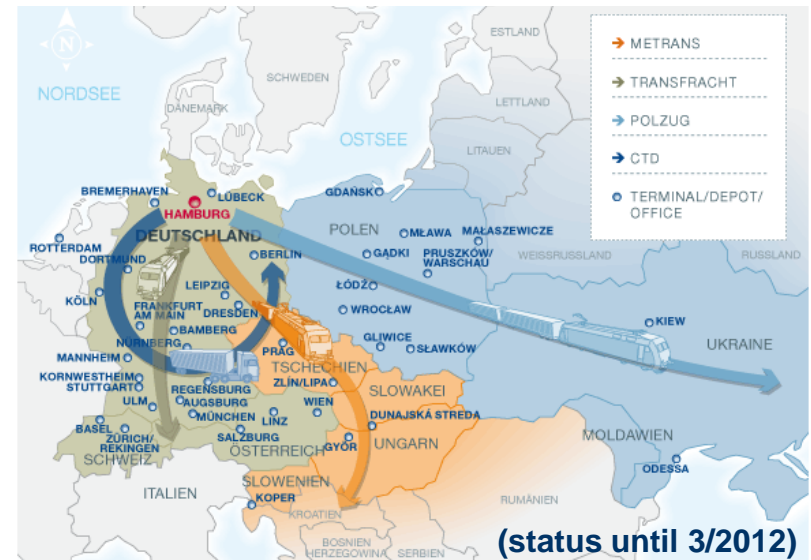 N
NORDSEE
SCHWEDEN
ESTLAND
LETTLAND
DÄNEMARK
OSTSEE
LITAUEN
→ METRANS
→ TRANSFRACHT
→ POLZUG
→ CTD
TERMINAL/DEPOT/
OFFICE
BREMERHAVEN
LÜBECK
HAMBURG
GDAŃSK
DEUTSCHLAND
POLEN
MŁAWA
MAŁASZEWICZE
ROTTERDAM
DORTMUND
BERLIN
GĄDKI
PRUSZKÓW/
WARSCHAU
WEISSRUSSLAND
RUSSLAND
LEIPZIG
ŁÓDŹ
KÖLN
FRANKFURT
AM MAIN
DRESDEN
WROCŁAW
KIEW
BAMBERG
NÜRNBERG
PRAG
GLIWICE
SŁAWKÓW
UKRAINE
MANNHEIM
TSCHECHIEN
ZLÍN/LIPA
KORNWESTHEIM
STUTTGART
REGENSBURG
SLOWAKEI
ULM
AUGSBURG
MÜNCHEN
LINZ
WIEN
DUNAJSKÁ STREDA
BASEL
ZÜRICH/
REKINGEN
SALZBURG
ÖSTERREICH
GYŐR
UNGARN
MOLDAWIEN
SCHWEIZ
SLOWENIEN
ODESSA
ITALIEN
KOPER
KROATIEN
RUMÄNIEN
BOSNIEN
HERZEGOWINA
SERBIEN
(status until 3/2012)